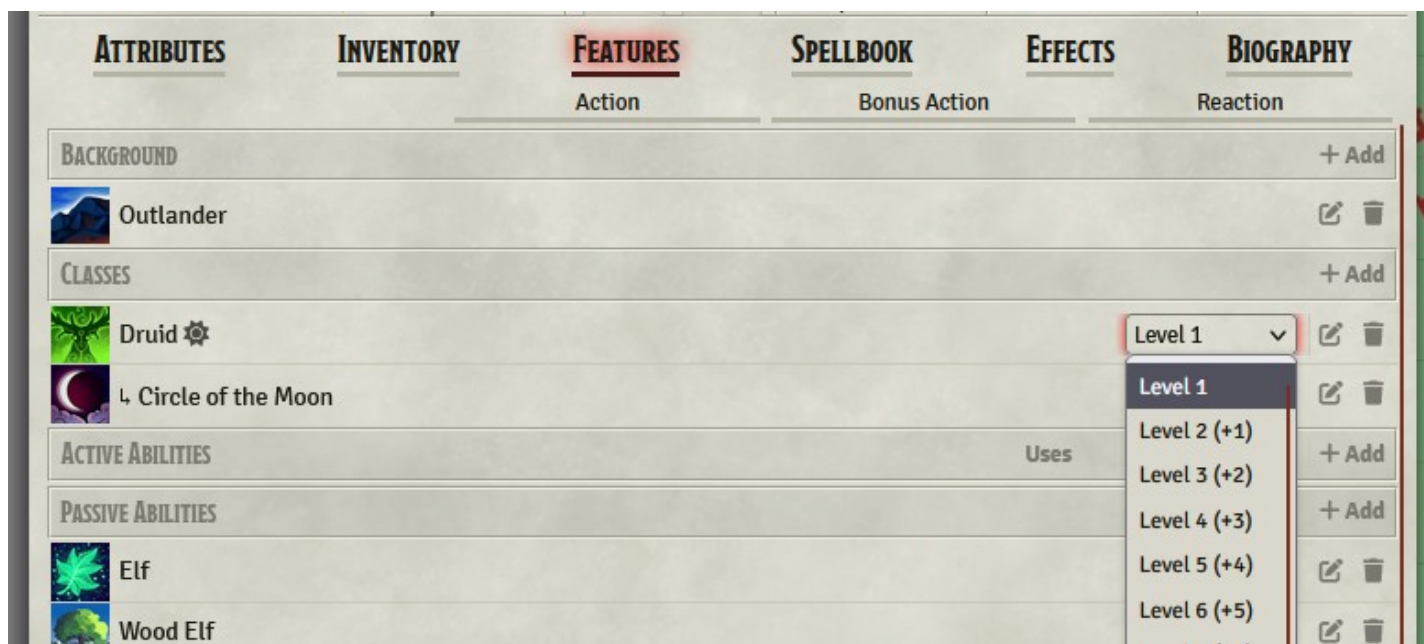 ATTRIBUTES INVENTORY FEATURES SPELLBOOK EFFECTS BIOGRAPHY
Action Bonus Action Reaction
BACKGROUND + Add
Outlander
CLASSES + Add
Druid Level 1
↳ Circle of the Moon Level 1
Level 2 (+1)
ACTIVE ABILITIES Uses + Add
Level 3 (+2)
PASSIVE ABILITIES + Add
Level 4 (+3)
Elf Level 5 (+4)
Level 6 (+5)
Wood Elf